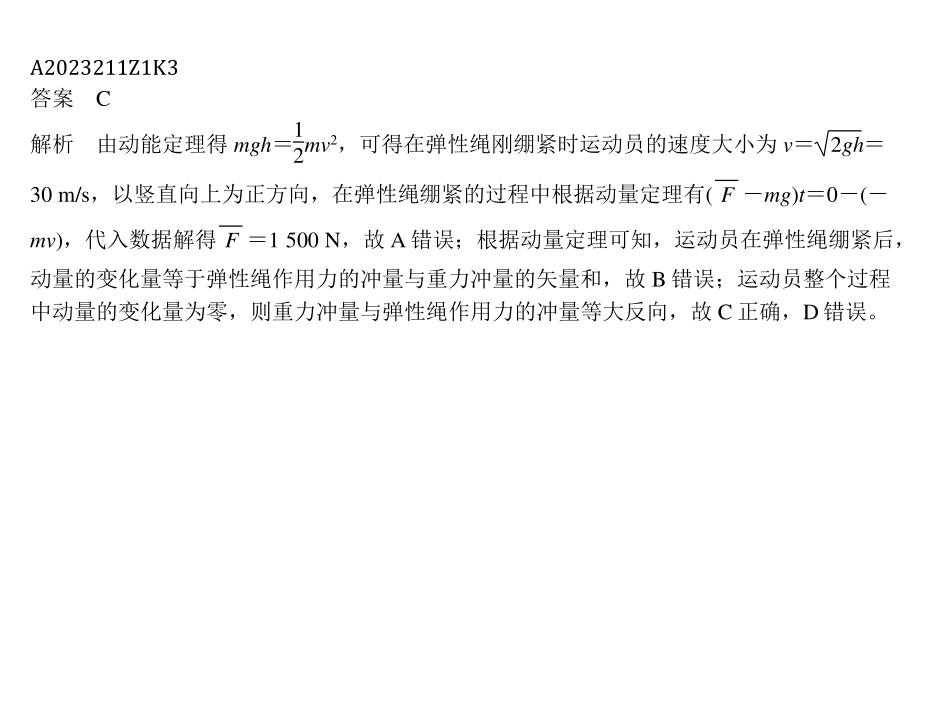 A2023211Z1K3
答案　C
解析　由动能定理得 mgh＝1/2mv²，可得在弹性绳刚绷紧时运动员的速度大小为 v＝√2gh＝
30 m/s，以竖直向上为正方向，在弹性绳绷紧的过程中根据动量定理有( F̅ －mg)t＝0－(－
mv)，代入数据解得 F̅ ＝1 500 N，故 A 错误；根据动量定理可知，运动员在弹性绳绷紧后，
动量的变化量等于弹性绳作用力的冲量与重力冲量的矢量和，故 B 错误；运动员整个过程
中动量的变化量为零，则重力冲量与弹性绳作用力的冲量等大反向，故 C 正确，D 错误。